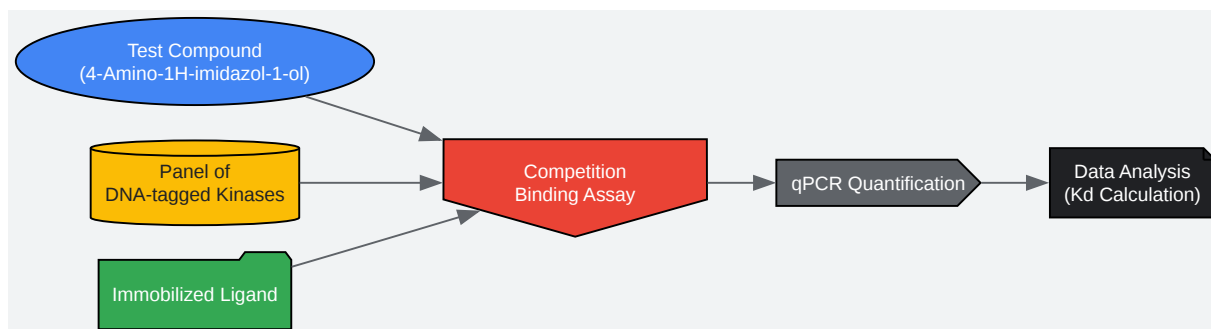 Test Compound
(4-Amino-1H-imidazol-1-ol)
Panel of
DNA-tagged Kinases
Immobilized Ligand
Competition
Binding Assay
qPCR Quantification
Data Analysis
(Kd Calculation)